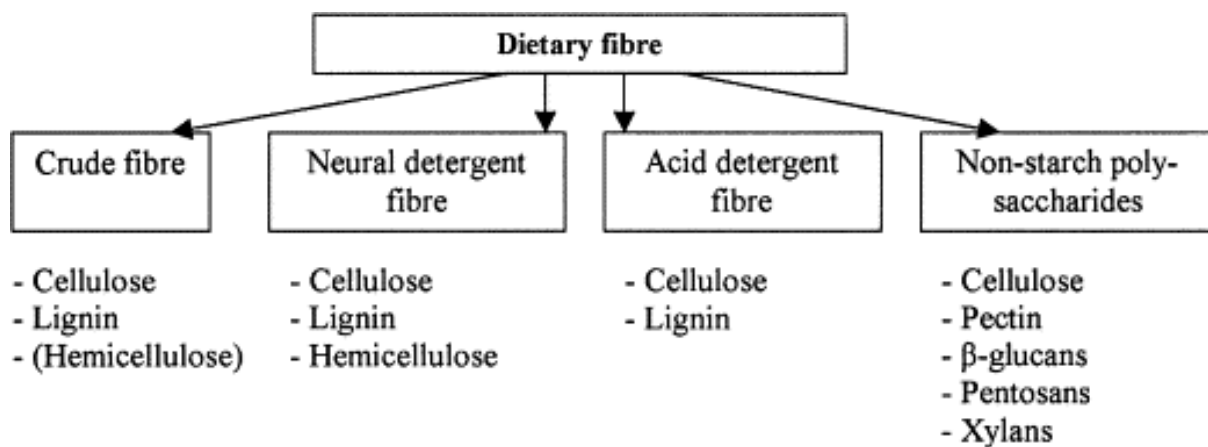 Dietary fibre
Crude fibre
Neural detergent
fibre
Acid detergent
fibre
Non-starch poly-
saccharides
- Cellulose
- Lignin
- (Hemicellulose)
- Cellulose
- Lignin
- Hemicellulose
- Cellulose
- Lignin
- Cellulose
- Pectin
- β-glucans
- Pentosans
- Xylans